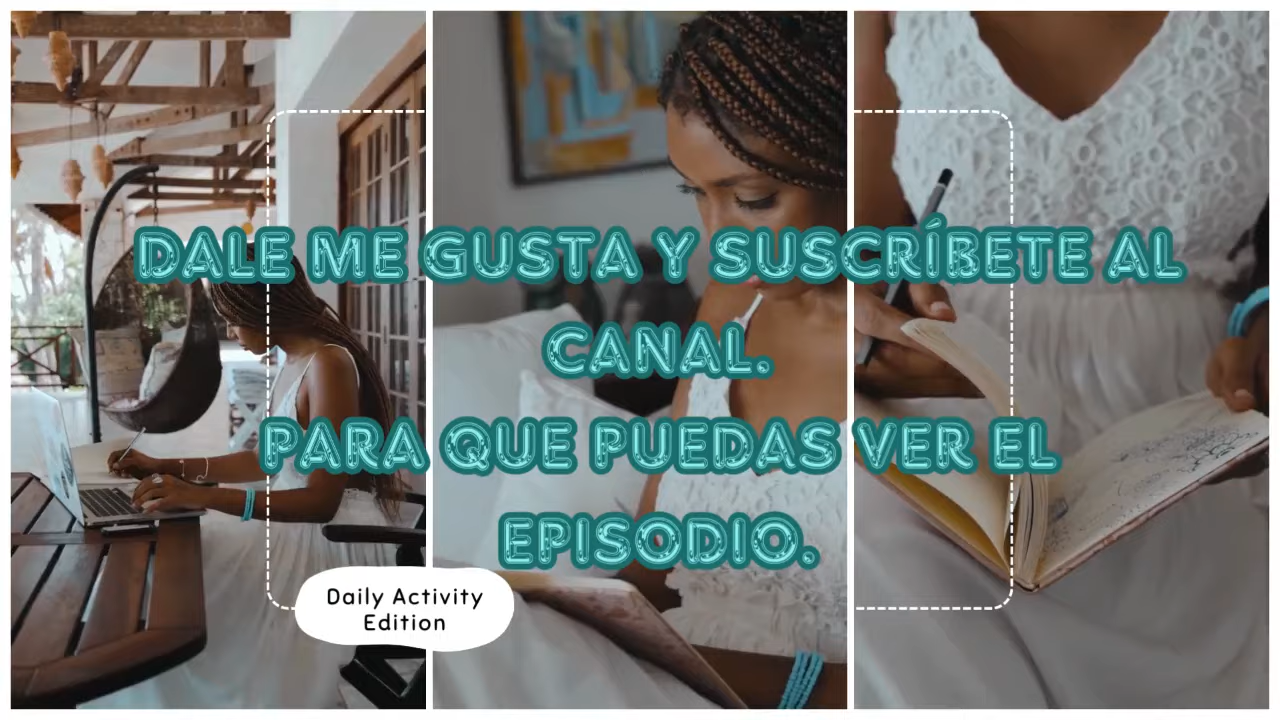 DALE ME GUSTA Y SUSCRÍBETE AL
CANAL.
PARA QUE PUEDAS VER EL
EPISODIO.
Daily Activity
Edition